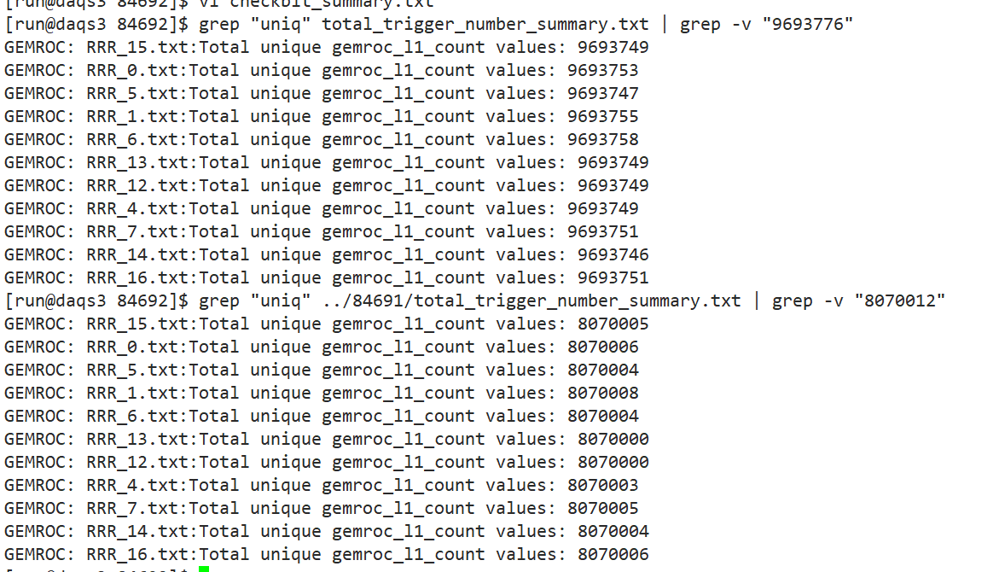 [run@daqs3 84692]$ vi checkbit_summary.txt
[run@daqs3 84692]$ grep "uniq" total_trigger_number_summary.txt | grep -v "9693776"
GEMROC: RRR_15.txt:Total unique gemroc_l1_count values: 9693749
GEMROC: RRR_0.txt:Total unique gemroc_l1_count values: 9693753
GEMROC: RRR_5.txt:Total unique gemroc_l1_count values: 9693747
GEMROC: RRR_1.txt:Total unique gemroc_l1_count values: 9693755
GEMROC: RRR_6.txt:Total unique gemroc_l1_count values: 9693758
GEMROC: RRR_13.txt:Total unique gemroc_l1_count values: 9693749
GEMROC: RRR_12.txt:Total unique gemroc_l1_count values: 9693749
GEMROC: RRR_4.txt:Total unique gemroc_l1_count values: 9693749
GEMROC: RRR_7.txt:Total unique gemroc_l1_count values: 9693751
GEMROC: RRR_14.txt:Total unique gemroc_l1_count values: 9693746
GEMROC: RRR_16.txt:Total unique gemroc_l1_count values: 9693751
[run@daqs3 84692]$ grep "uniq" ../84691/total_trigger_number_summary.txt | grep -v "8070012"
GEMROC: RRR_15.txt:Total unique gemroc_l1_count values: 8070005
GEMROC: RRR_0.txt:Total unique gemroc_l1_count values: 8070006
GEMROC: RRR_5.txt:Total unique gemroc_l1_count values: 8070004
GEMROC: RRR_1.txt:Total unique gemroc_l1_count values: 8070008
GEMROC: RRR_6.txt:Total unique gemroc_l1_count values: 8070004
GEMROC: RRR_13.txt:Total unique gemroc_l1_count values: 8070000
GEMROC: RRR_12.txt:Total unique gemroc_l1_count values: 8070000
GEMROC: RRR_4.txt:Total unique gemroc_l1_count values: 8070003
GEMROC: RRR_7.txt:Total unique gemroc_l1_count values: 8070005
GEMROC: RRR_14.txt:Total unique gemroc_l1_count values: 8070004
GEMROC: RRR_16.txt:Total unique gemroc_l1_count values: 8070006